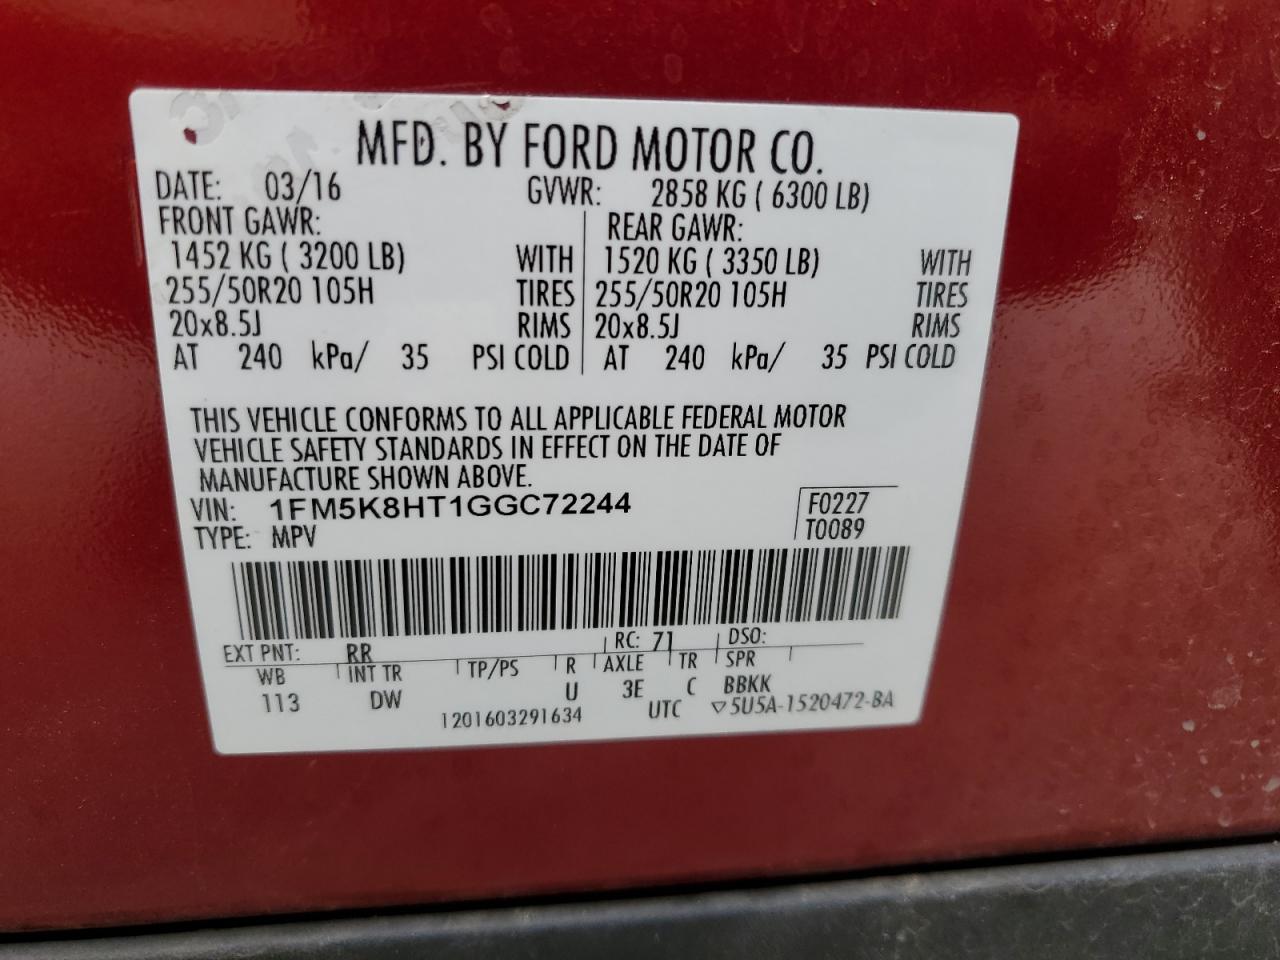 MFD. BY FORD MOTOR CO.
DATE: 03/16 GVWR: 2858 KG ( 6300 LB)
FRONT GAWR: REAR GAWR:
1452 KG ( 3200 LB) WITH 1520 KG ( 3350 LB) WITH
255/50R20 105H TIRES 255/50R20 105H TIRES
20x8.5J RIMS 20x8.5J RIMS
AT 240 kPa/ 35 PSI COLD AT 240 kPa/ 35 PSI COLD
THIS VEHICLE CONFORMS TO ALL APPLICABLE FEDERAL MOTOR
VEHICLE SAFETY STANDARDS IN EFFECT ON THE DATE OF
MANUFACTURE SHOWN ABOVE.
VIN: 1FM5K8HT1GGC72244 F0227
TYPE: MPV T0089
EXT PNT: RR RC: 71 DSO:
WB INT TR TP/PS R AXLE TR SPR
113 DW U 3E C BBKK
1201603291634 UTC ▽5U5A-1520472-BA